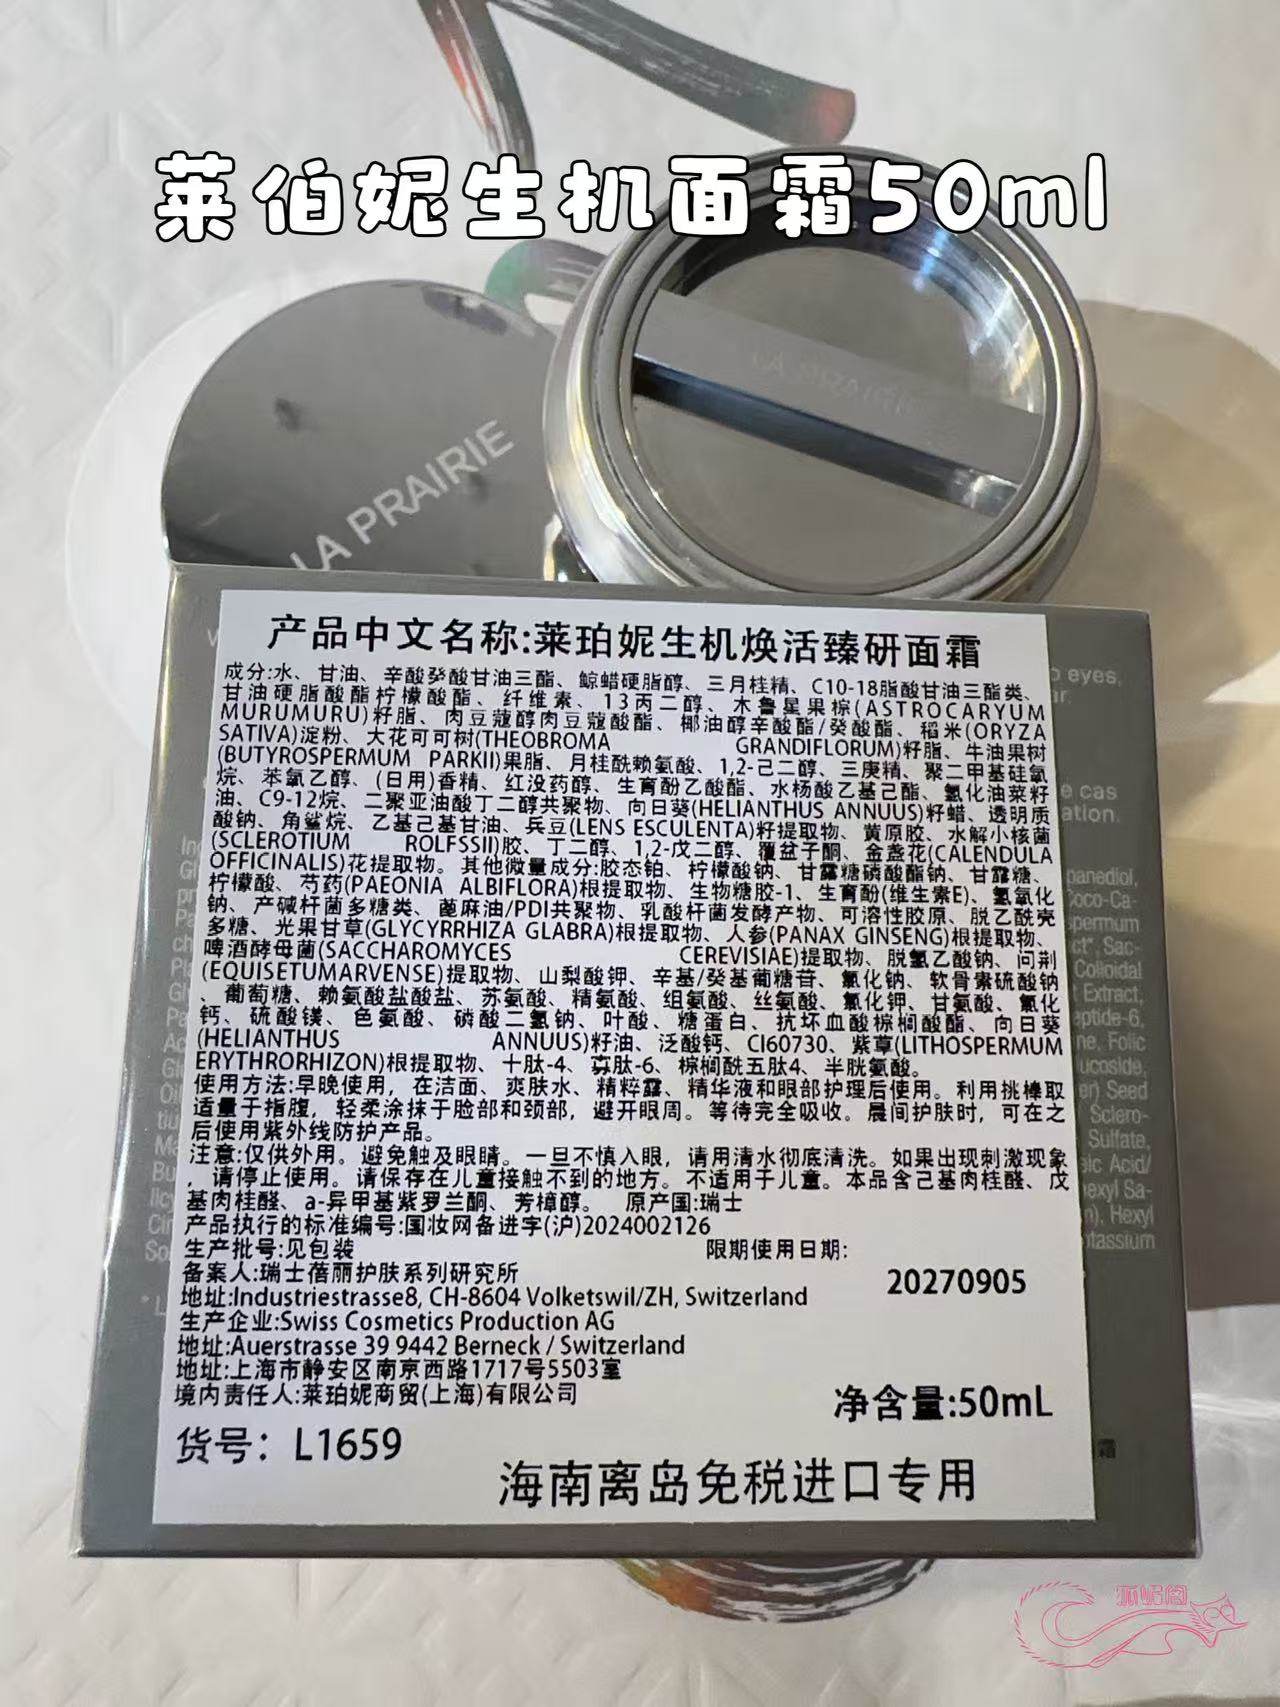 莱伯妮生机面霜50ml
LA PRAIRIE
产品中文名称:莱珀妮生机焕活臻研面霜
成分:水、甘油、辛酸癸酸甘油三酯、鲸蜡硬脂醇、三月桂精、C10-18脂酸甘油三酯类、
甘油硬脂酸酯柠檬酸酯、纤维素、13丙二醇、木鲁星果棕(ASTROCARYUM
MURUMURU)籽脂、肉豆蔻醇肉豆蔻酸酯、椰油醇辛酸酯/癸酸酯、稻米(ORYZA
SATIVA)淀粉、大花可可树(THEOBROMA GRANDIFLORUM)籽脂、牛油果树
(BUTYROSPERMUM PARKII)果脂、月桂酰赖氨酸、1,2-己二醇、三庚精、聚二甲基硅氧
烷、苯氧乙醇、(日用)香精、红没药醇、生育酚乙酸酯、水杨酸乙基己酯、氢化油菜籽
油、C9-12烷、二聚亚油酸丁二醇共聚物、向日葵(HELIANTHUS ANNUUS)籽蜡、透明质
酸钠、角鲨烷、乙基己基甘油、兵豆(LENS ESCULENTA)籽提取物、黄原胶、水解小核菌
(SCLEROTIUM ROLFSSII)胶、丁二醇、1,2-戊二醇、覆盆子酮、金盏花(CALENDULA
OFFICINALIS)花提取物。其他微量成分:胶态铂、柠檬酸钠、甘露糖磷酸酯钠、甘露糖、
柠檬酸、芍药(PAEONIA ALBIFLORA)根提取物、生物糖胶-1、生育酚(维生素E)、氢氧化
钠、产碱杆菌多糖类、蓖麻油/PDI共聚物、乳酸杆菌发酵产物、可溶性胶原、脱乙酰壳
多糖、光果甘草(GLYCYRRHIZA GLABRA)根提取物、人参(PANAX GINSENG)根提取物、
啤酒酵母菌(SACCHAROMYCES CEREVISIAE)提取物、脱氢乙酸钠、问荆
(EQUISETUMARVENSE)提取物、山梨酸钾、辛基/癸基葡糖苷、氯化钠、软骨素硫酸钠
、葡萄糖、赖氨酸盐酸盐、苏氨酸、精氨酸、组氨酸、丝氨酸、氯化钾、甘氨酸、氯化
钙、硫酸镁、色氨酸、磷酸二氢钠、叶酸、糖蛋白、抗坏血酸棕榈酸酯、向日葵
(HELIANTHUS ANNUUS)籽油、泛酸钙、CI60730、紫草(LITHOSPERMUM
ERYTHRORHIZON)根提取物、十肽-4、寡肽-6、棕榈酰五肽4、半胱氨酸。
使用方法:早晚使用，在洁面、爽肤水、精粹露、精华液和眼部护理后使用。利用挑棒取
适量于指腹，轻柔涂抹于脸部和颈部，避开眼周。等待完全吸收。晨间护肤时，可在之
后使用紫外线防护产品。
注意:仅供外用。避免触及眼睛。一旦不慎入眼，请用清水彻底清洗。如果出现刺激现象
，请停止使用。请保存在儿童接触不到的地方。不适用于儿童。本品含己基肉桂醛、戊
基肉桂醛、a-异甲基紫罗兰酮、芳樟醇。 原产国:瑞士
产品执行的标准编号:国妆网备进字(沪)2024002126
生产批号:见包装 限期使用日期:
备案人:瑞士蓓丽护肤系列研究所 20270905
地址:Industriestrasse8, CH-8604 Volketswil/ZH, Switzerland
生产企业:Swiss Cosmetics Production AG
地址:Auerstrasse 39 9442 Berneck / Switzerland
地址:上海市静安区南京西路1717号5503室
境内责任人:莱珀妮商贸(上海)有限公司 净含量:50mL
货号：L1659
海南离岛免税进口专用